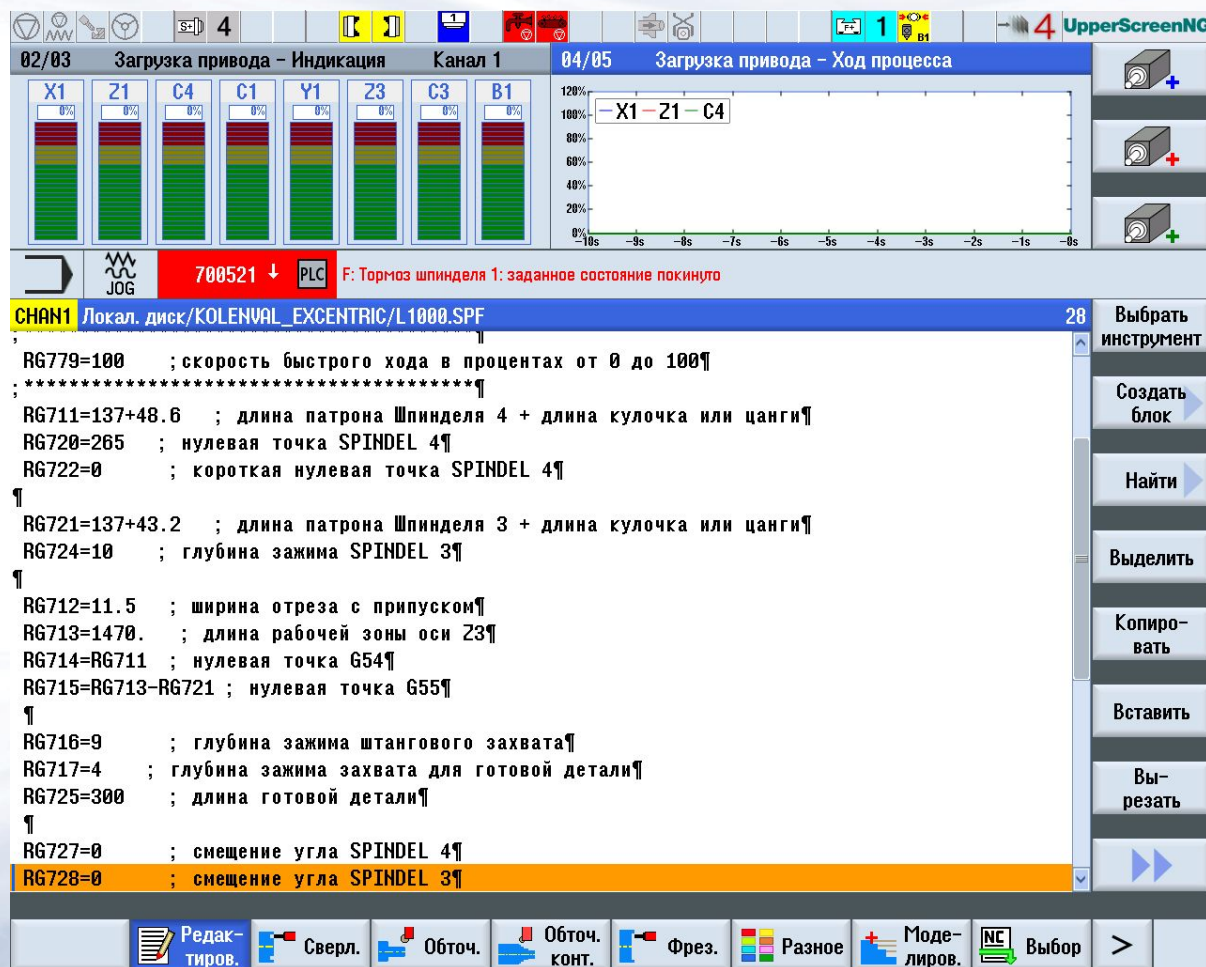 S+ 4 1 F+ 1 B1 4 UpperScreenNG
02/03 Загрузка привода – Индикация Канал 1
X1 Z1 C4 C1 Y1 Z3 C3 B1
0% 0% 0% 0% 0% 0% 0% 0%
04/05 Загрузка привода – Ход процесса
120%
100%
80%
60%
40%
20%
0%
X1 Z1 C4
-10s -9s -8s -7s -6s -5s -4s -3s -2s -1s -0s
JOG
700521 ↓ PLC F: Тормоз шпинделя 1: заданное состояние покинуто
CHAN1 Локал. диск/KOLENVAL_EXCENTRIC/L1000.SPF 28
RG779=100 ;скорость быстрого хода в процентах от 0 до 100¶
;****************************************¶
RG711=137+48.6 ; длина патрона Шпинделя 4 + длина кулочка или цанги¶
RG720=265 ; нулевая точка SPINDEL 4¶
RG722=0 ; короткая нулевая точка SPINDEL 4¶
¶
RG721=137+43.2 ; длина патрона Шпинделя 3 + длина кулочка или цанги¶
RG724=10 ; глубина зажима SPINDEL 3¶
¶
RG712=11.5 ; ширина отреза с припуском¶
RG713=1470. ; длина рабочей зоны оси Z3¶
RG714=RG711 ; нулевая точка G54¶
RG715=RG713-RG721 ; нулевая точка G55¶
¶
RG716=9 ; глубина зажима штангового захвата¶
RG717=4 ; глубина зажима захвата для готовой детали¶
RG725=300 ; длина готовой детали¶
¶
RG727=0 ; смещение угла SPINDEL 4¶
RG728=0 ; смещение угла SPINDEL 3¶
Выбрать
инструмент
Создать
блок
Найти
Выделить
Копиро-
вать
Вставить
Вы-
резать
Редак-
тиров.
Сверл.
Обточ.
Обточ.
конт.
Фрез.
Разное
Моде-
лиров.
NC Выбор
>